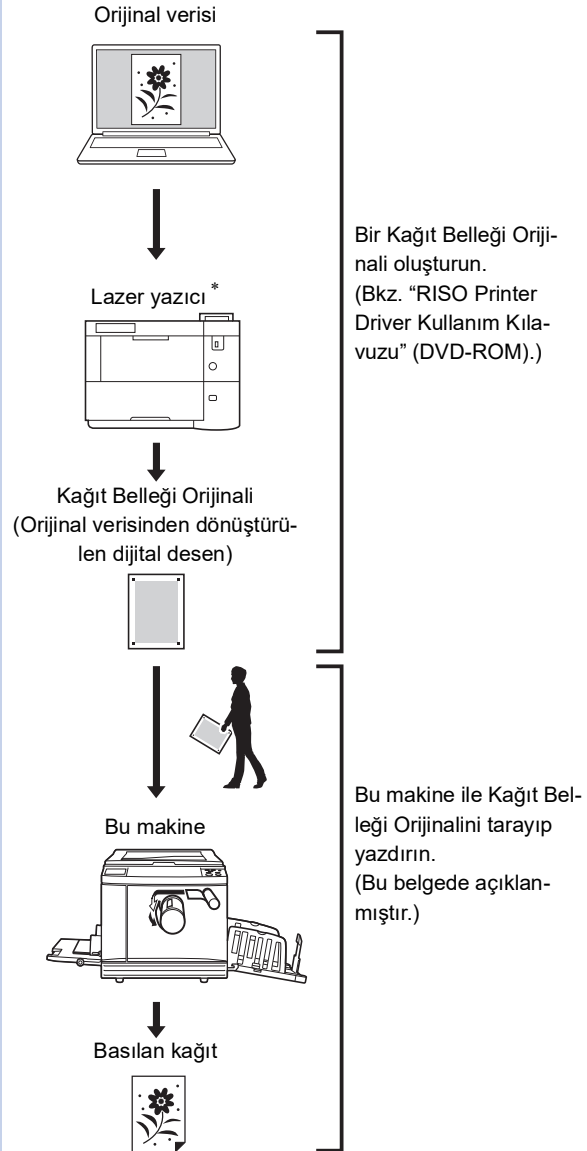 Orijinal verisi
Lazer yazıcı *
Kağıt Belleği Orijinali
(Orijinal verisinden dönüştürü-
len dijital desen)
Bir Kağıt Belleği Oriji-
nali oluşturun.
(Bkz. “RISO Printer
Driver Kullanım Kıla-
vuzu” (DVD-ROM).)
Bu makine
Basılan kağıt
Bu makine ile Kağıt Bel-
leği Orijinalini tarayıp
yazdırın.
(Bu belgede açıklan-
mıştır.)